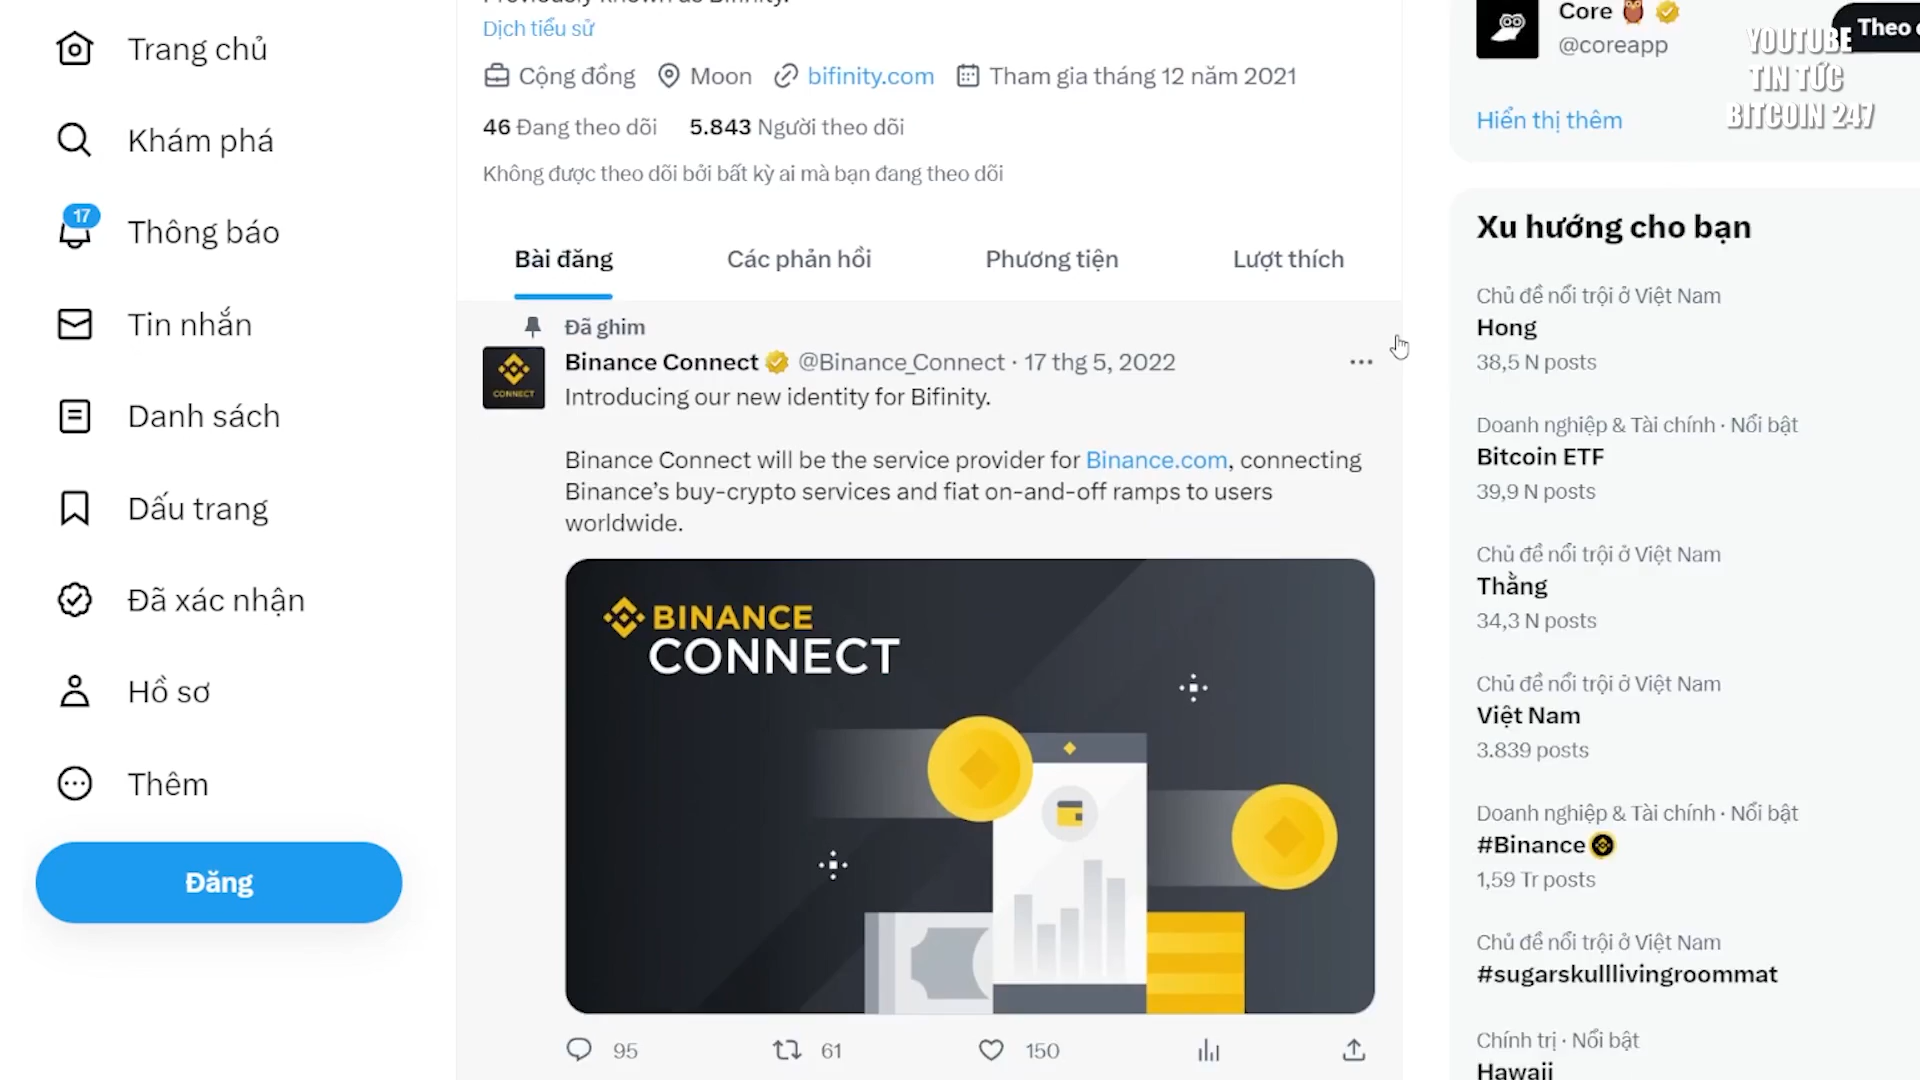 Trang chủ
Khám phá
17
Thông báo
Tin nhắn
Danh sách
Dấu trang
Đã xác nhận
Hồ sơ
Thêm
Đăng
Previously known as Bifinity.
Dịch tiểu sử
Cộng đồng Moon bifinity.com Tham gia tháng 12 năm 2021
46 Đang theo dõi 5.843 Người theo dõi
Không được theo dõi bởi bất kỳ ai mà bạn đang theo dõi
Bài đăng Các phản hồi Phương tiện Lượt thích
Đã ghim
CONNECT
Binance Connect @Binance_Connect · 17 thg 5, 2022
Introducing our new identity for Bifinity.
Binance Connect will be the service provider for Binance.com, connecting
Binance’s buy-crypto services and fiat on-and-off ramps to users
worldwide.
BINANCE
CONNECT
95 61 150
Core
@coreapp
Theo
YOUTUBE
TIN TỨC
BITCOIN 247
Hiển thị thêm
Xu hướng cho bạn
Chủ đề nổi trội ở Việt Nam
Hong
38,5 N posts
Doanh nghiệp & Tài chính · Nổi bật
Bitcoin ETF
39,9 N posts
Chủ đề nổi trội ở Việt Nam
Thằng
34,3 N posts
Chủ đề nổi trội ở Việt Nam
Việt Nam
3.839 posts
Doanh nghiệp & Tài chính · Nổi bật
#Binance
1,59 Tr posts
Chủ đề nổi trội ở Việt Nam
#sugarskulllivingroommat
Chính trị · Nổi bật
Hawaii